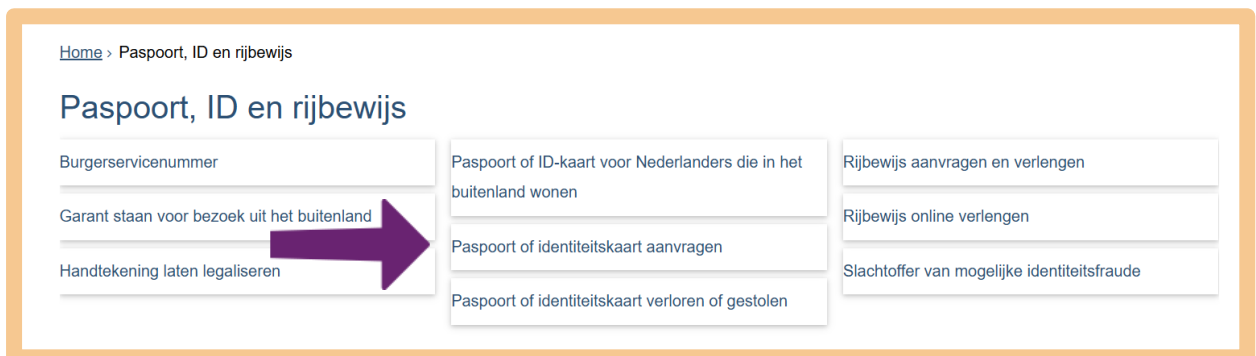 Home › Paspoort, ID en rijbewijs
Paspoort, ID en rijbewijs
Burgerservicenummer
Garant staan voor bezoek uit het buitenland
Handtekening laten legaliseren
Paspoort of ID-kaart voor Nederlanders die in het
buitenland wonen
Paspoort of identiteitskaart aanvragen
Paspoort of identiteitskaart verloren of gestolen
Rijbewijs aanvragen en verlengen
Rijbewijs online verlengen
Slachtoffer van mogelijke identiteitsfraude